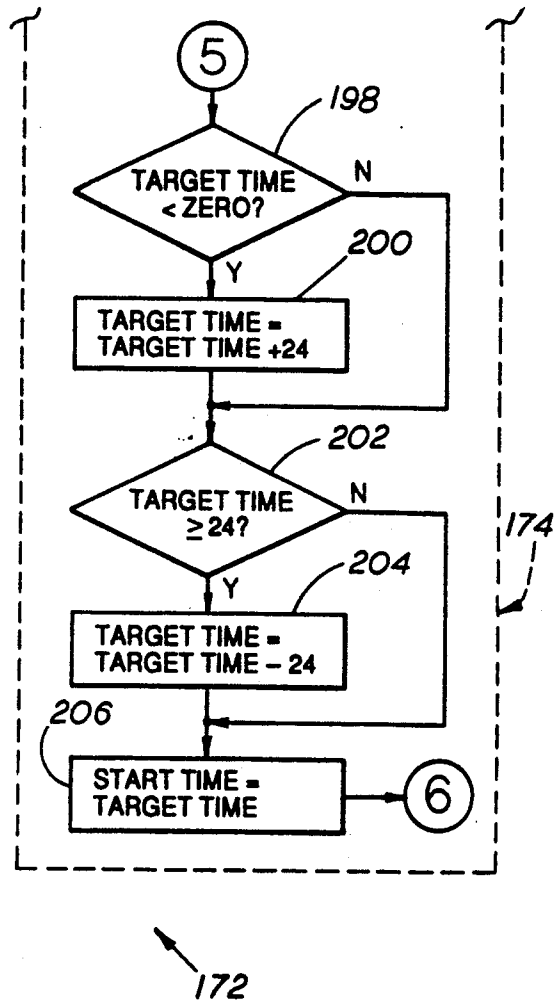 5
198
TARGET TIME
< ZERO?
N
200
Y
TARGET TIME =
TARGET TIME +24
202
TARGET TIME
≥ 24?
N
174
204
Y
TARGET TIME =
TARGET TIME – 24
206
START TIME =
TARGET TIME
6
172